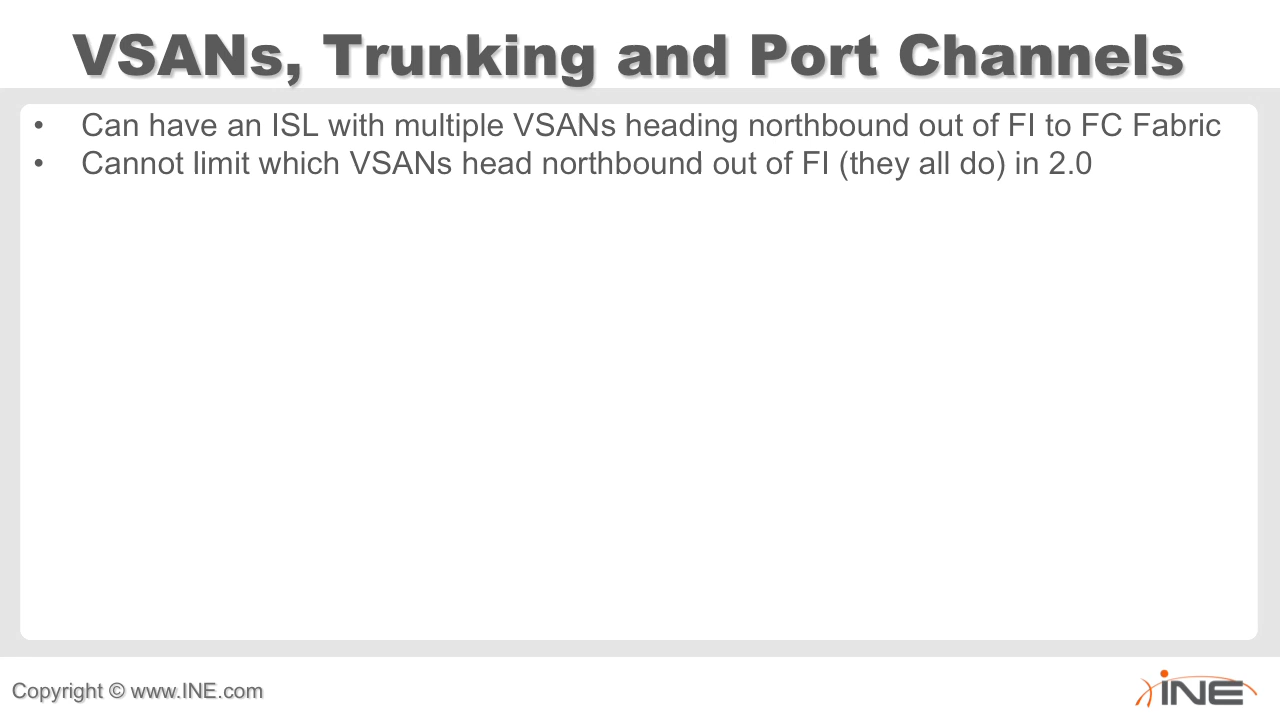 VSANs, Trunking and Port Channels
• Can have an ISL with multiple VSANs heading northbound out of FI to FC Fabric
• Cannot limit which VSANs head northbound out of FI (they all do) in 2.0
Copyright © www.INE.com
INE